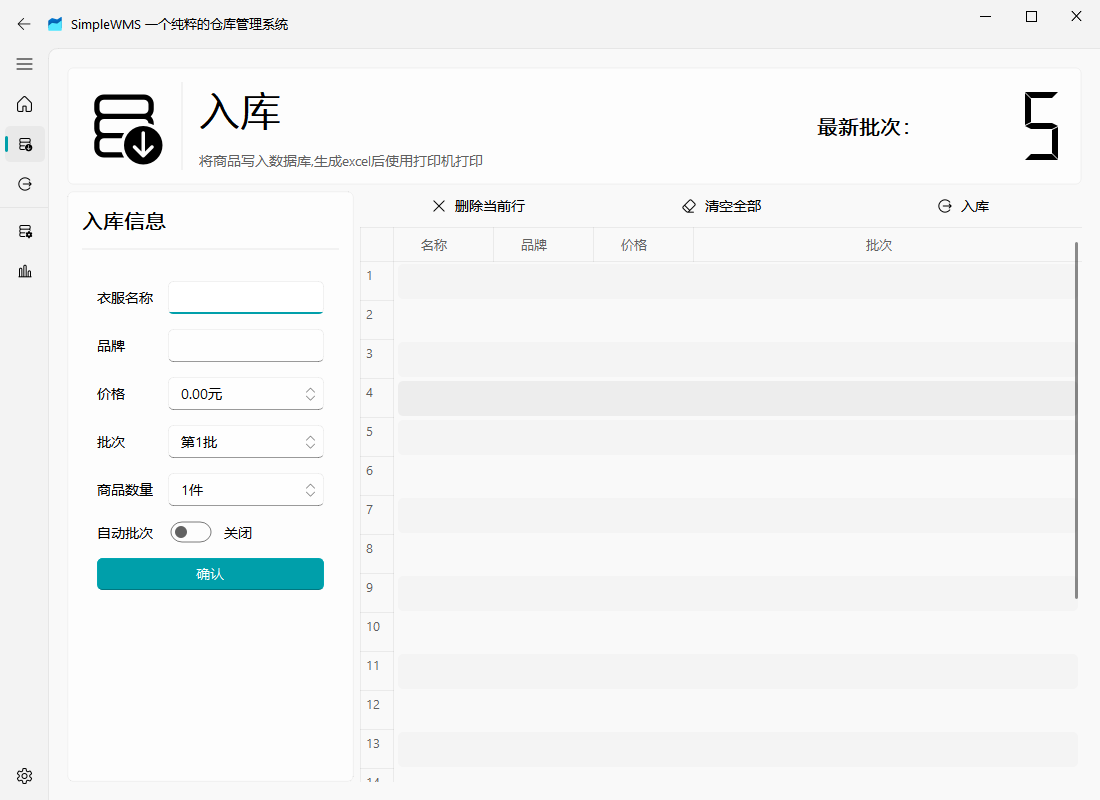 SimpleWMS 一个纯粹的仓库管理系统
入库
将商品写入数据库,生成excel后使用打印机打印
最新批次：
5
入库信息
衣服名称
品牌
价格 0.00元
批次 第1批
商品数量 1件
自动批次 关闭
确认
删除当前行 清空全部 入库
名称 品牌 价格 批次
1
2
3
4
5
6
7
8
9
10
11
12
13
14